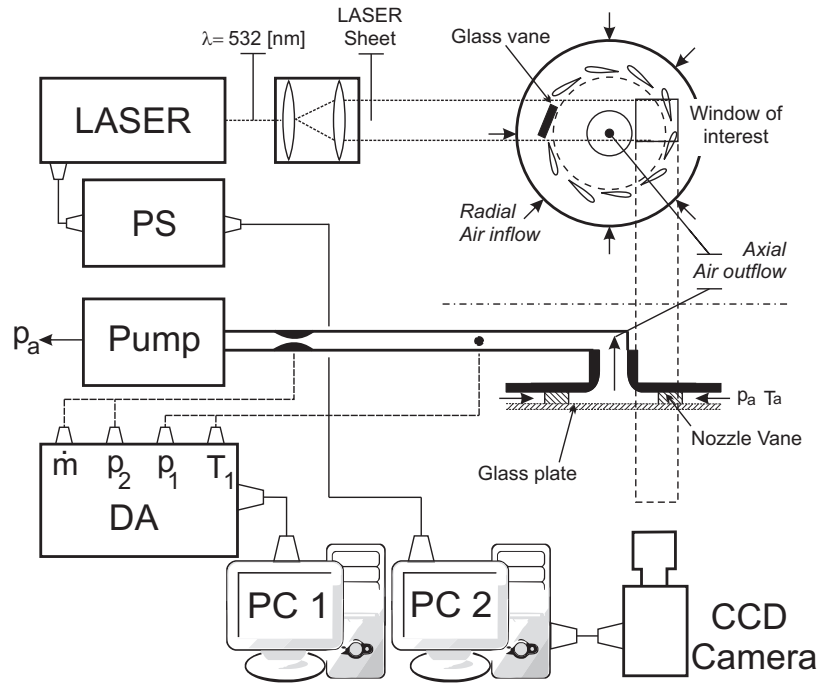 LASER
Sheet
λ= 532 [nm]
Glass vane
LASER
Window of
interest
PS
Radial
Air inflow
Axial
Air outflow
Pump
pa
pa Ta
Nozzle Vane
Glass plate
ṁ p2 p1 T1
DA
PC 1
PC 2
CCD
Camera